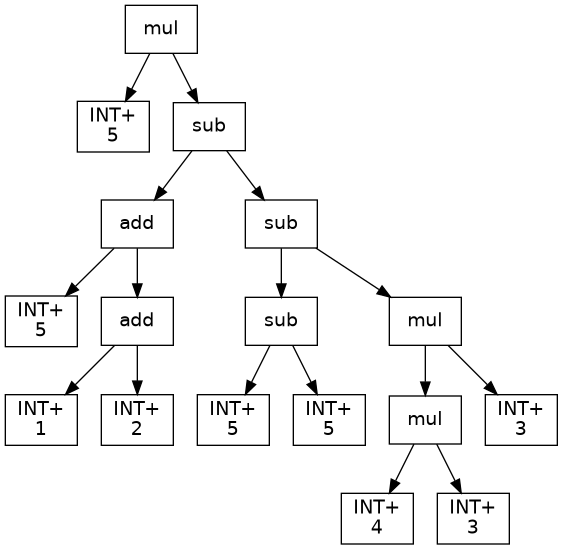 mul
INT+
5
sub
add
sub
INT+
5
add
sub
mul
INT+
1
INT+
2
INT+
5
INT+
5
mul
INT+
3
INT+
4
INT+
3